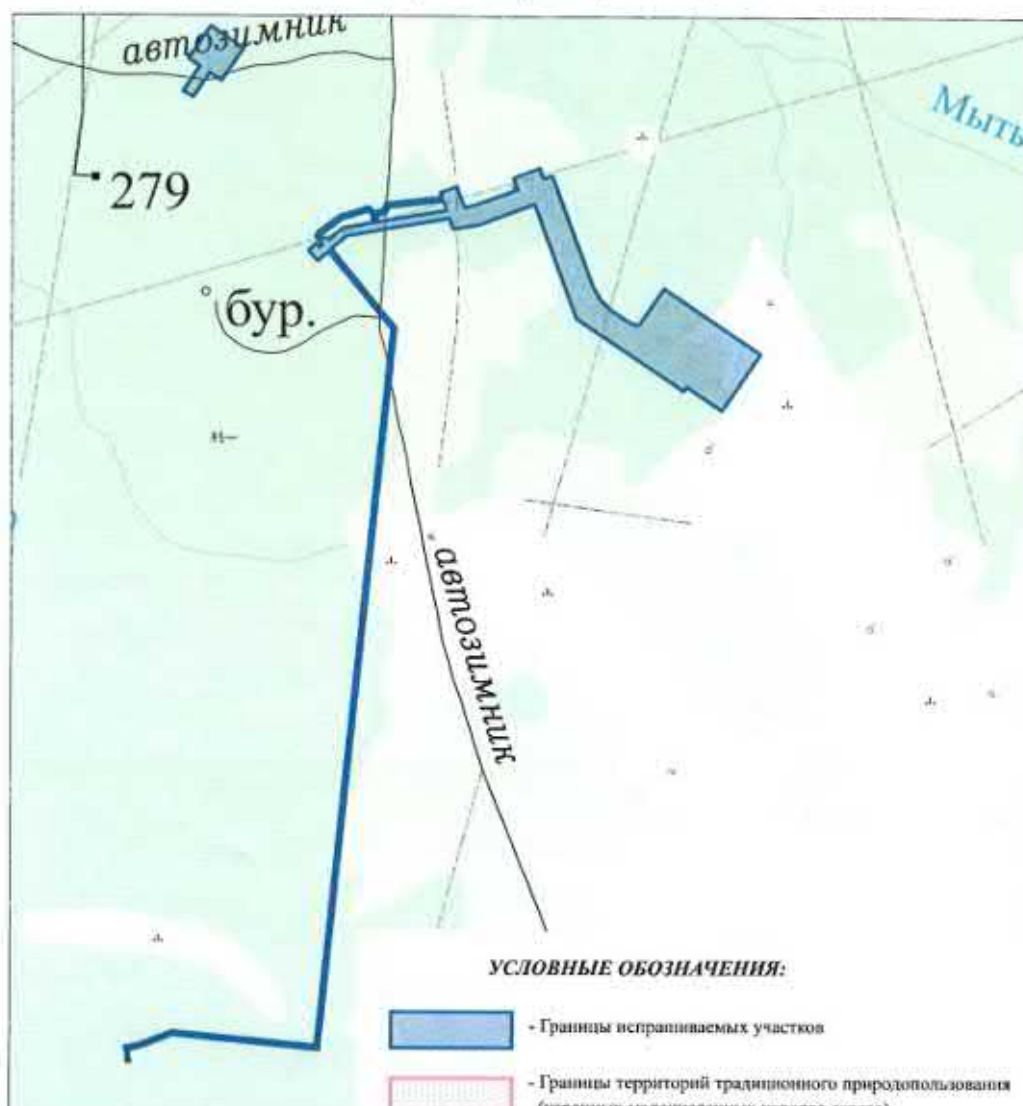 автозимник
Мыть
279
бур.
автозимник
УСЛОВНЫЕ ОБОЗНАЧЕНИЯ:
- Границы испрашиваемых участков
- Границы территорий традиционного природопользования